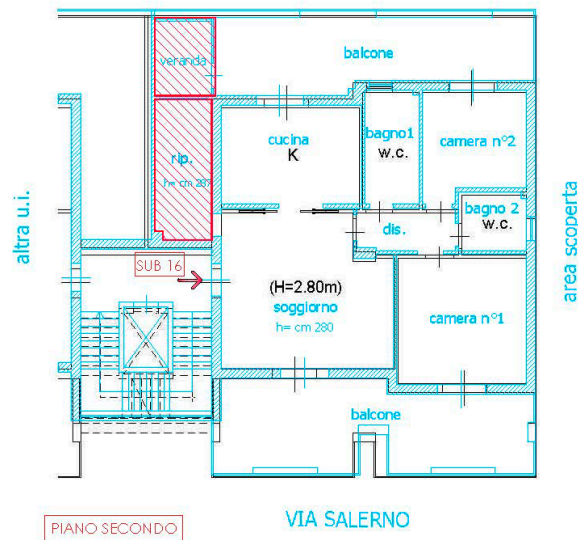 balcone
veranda
cucina
K
bagno1
w.c.
camera n°2
rip.
h= cm 287
altra u.i.
dis.
bagno 2
w.c.
area scoperta
SUB 16
(H=2.80m)
soggiorno
h= cm 280
camera n°1
balcone
PIANO SECONDO
VIA SALERNO